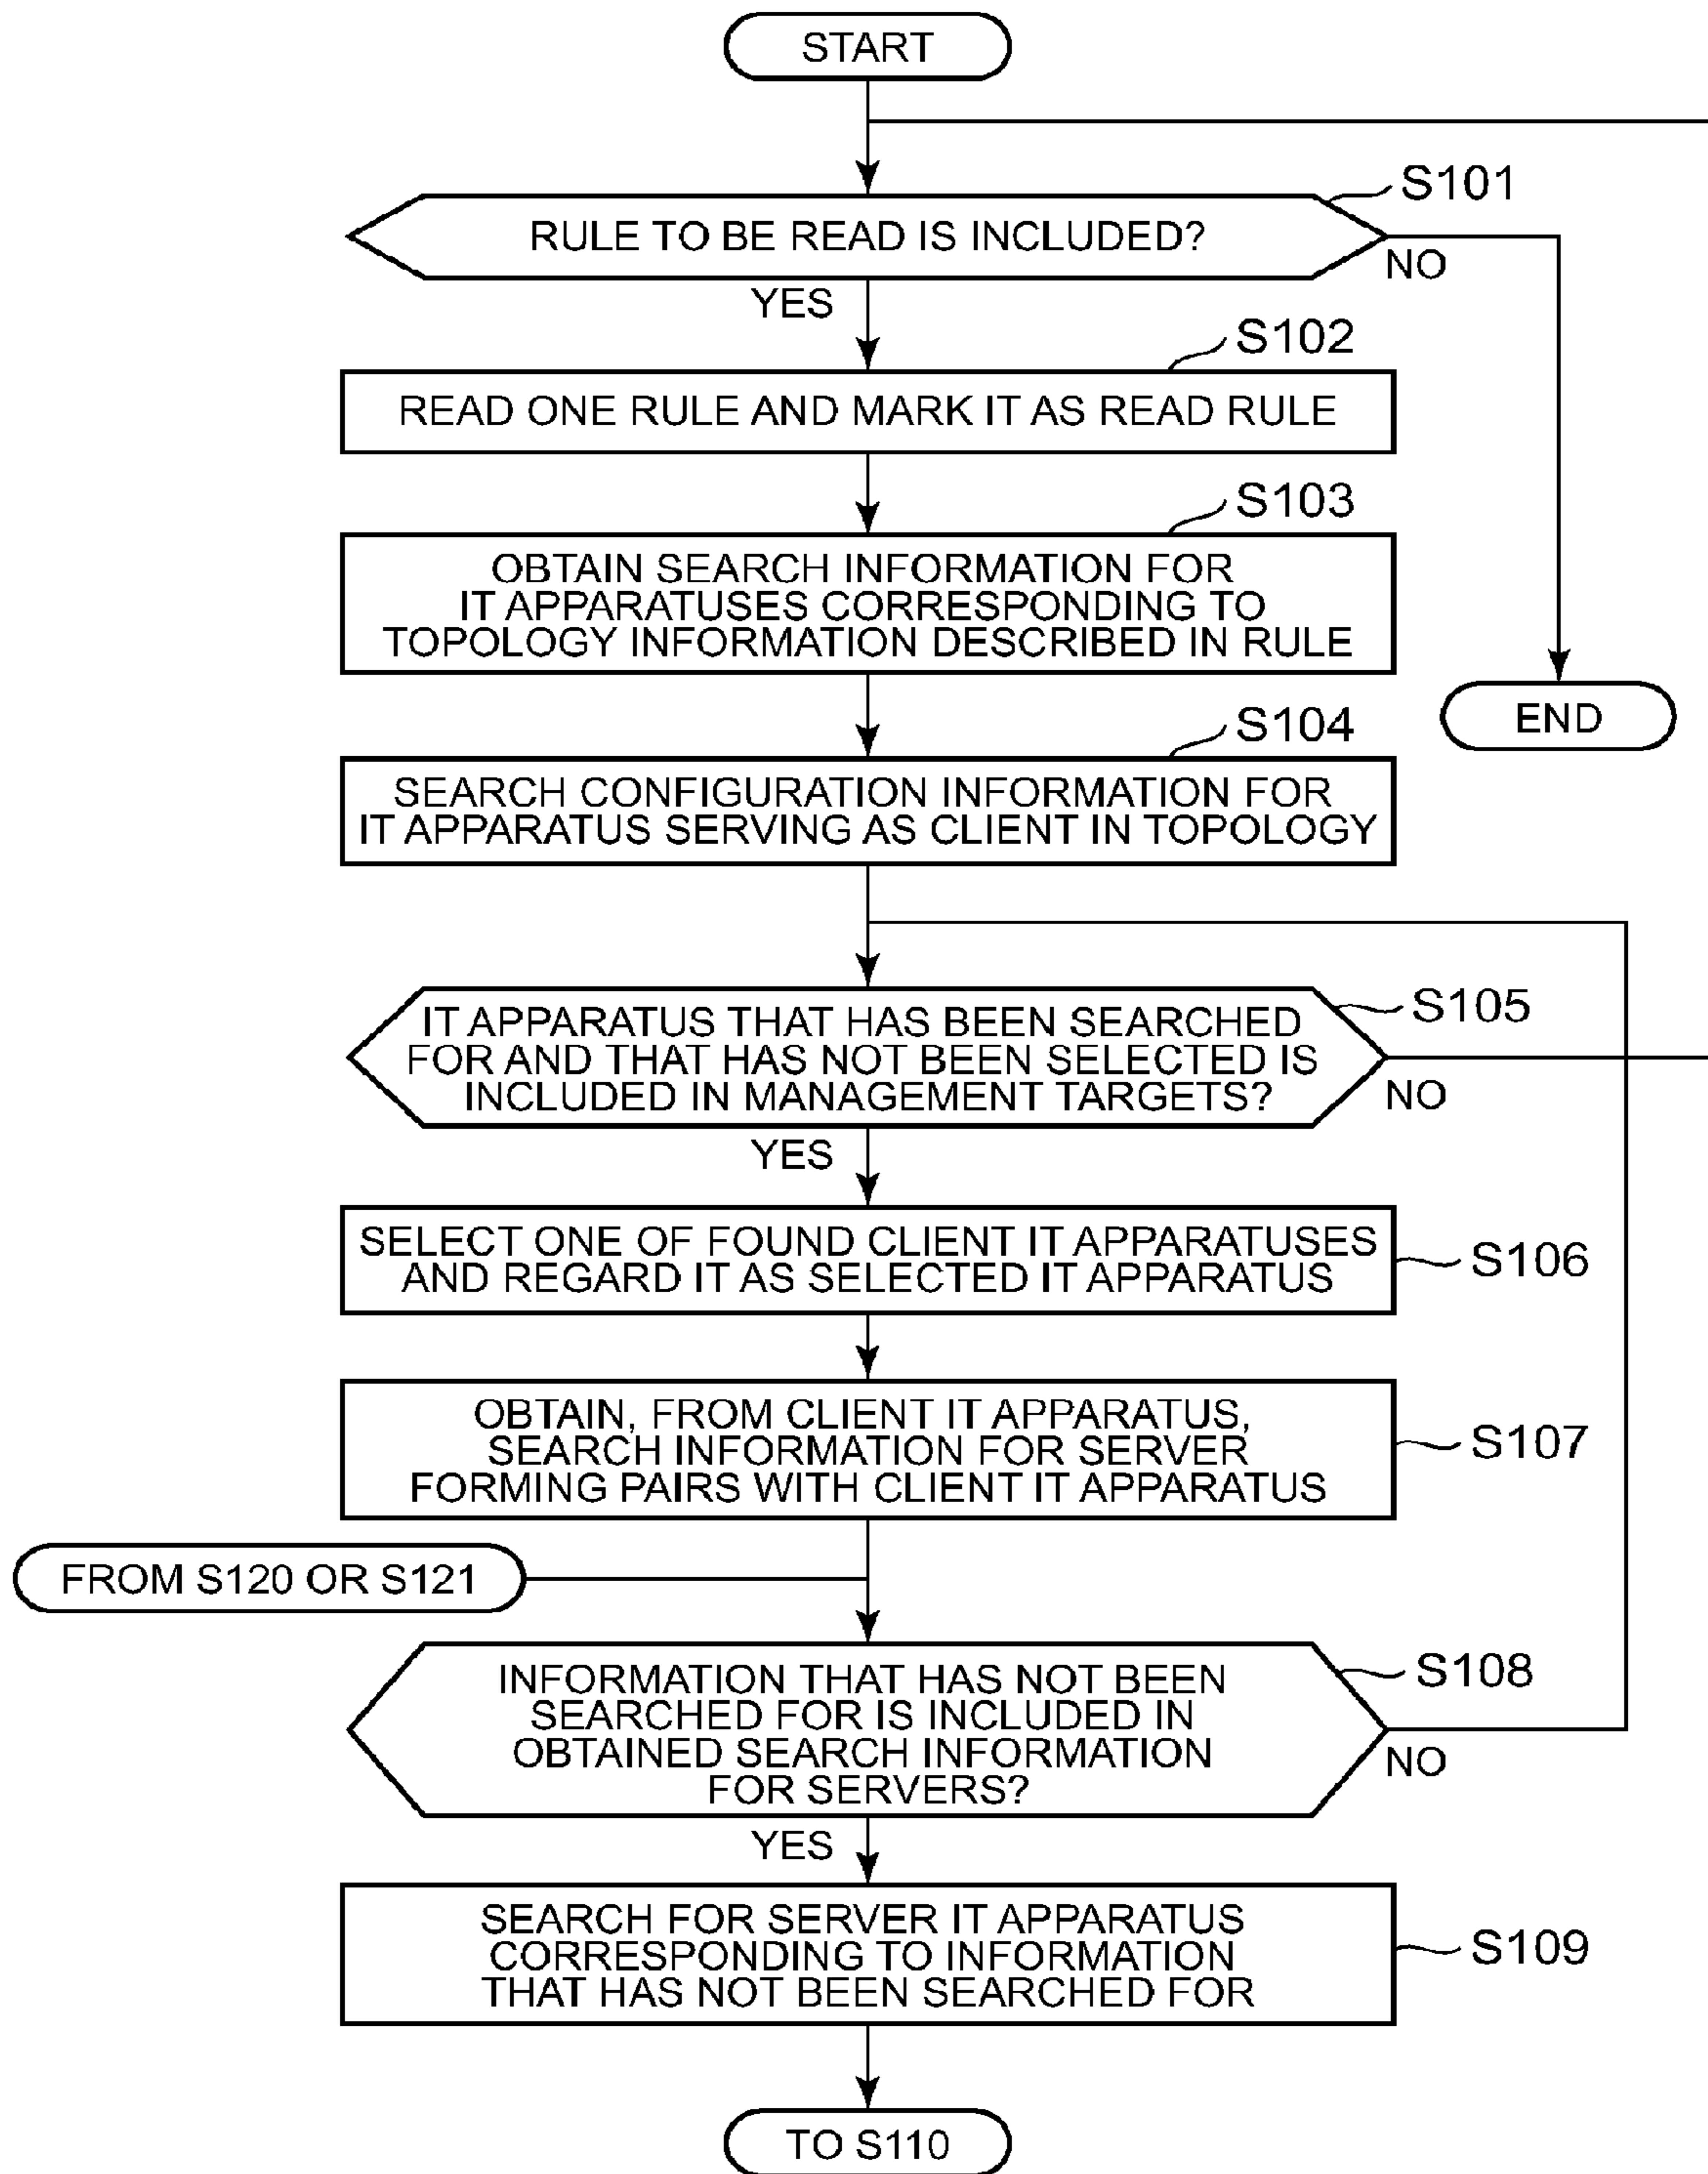 START
S101
RULE TO BE READ IS INCLUDED?
NO
YES
S102
READ ONE RULE AND MARK IT AS READ RULE
S103
OBTAIN SEARCH INFORMATION FOR
IT APPARATUSES CORRESPONDING TO
TOPOLOGY INFORMATION DESCRIBED IN RULE
END
S104
SEARCH CONFIGURATION INFORMATION FOR
IT APPARATUS SERVING AS CLIENT IN TOPOLOGY
S105
IT APPARATUS THAT HAS BEEN SEARCHED
FOR AND THAT HAS NOT BEEN SELECTED IS
INCLUDED IN MANAGEMENT TARGETS?
NO
YES
SELECT ONE OF FOUND CLIENT IT APPARATUSES
AND REGARD IT AS SELECTED IT APPARATUS
S106
OBTAIN, FROM CLIENT IT APPARATUS,
SEARCH INFORMATION FOR SERVER
FORMING PAIRS WITH CLIENT IT APPARATUS
S107
FROM S120 OR S121
S108
INFORMATION THAT HAS NOT BEEN
SEARCHED FOR IS INCLUDED IN
OBTAINED SEARCH INFORMATION
FOR SERVERS?
NO
YES
SEARCH FOR SERVER IT APPARATUS
CORRESPONDING TO INFORMATION
THAT HAS NOT BEEN SEARCHED FOR
S109
TO S110